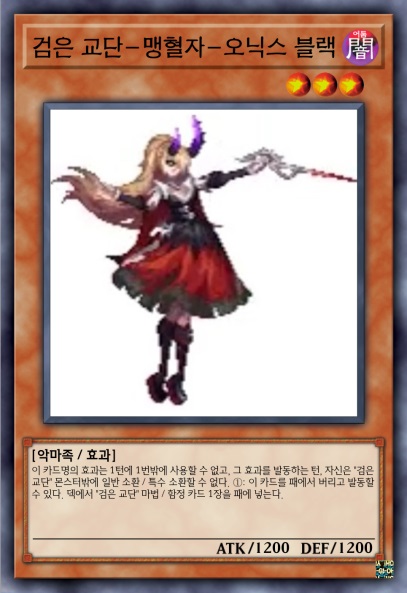 검은 교단-맹혈자-오닉스 블랙
어둠
闇
[악마족 / 효과]
이 카드명의 효과는 1턴에 1번밖에 사용할 수 없고, 그 효과를 발동하는 턴, 자신은 "검은
교단" 몬스터밖에 일반 소환 / 특수 소환할 수 없다. ①: 이 카드를 패에서 버리고 발동할
수 있다. 덱에서 "검은 교단" 마법 / 함정 카드 1장을 패에 넣는다.
ATK/1200 DEF/1200